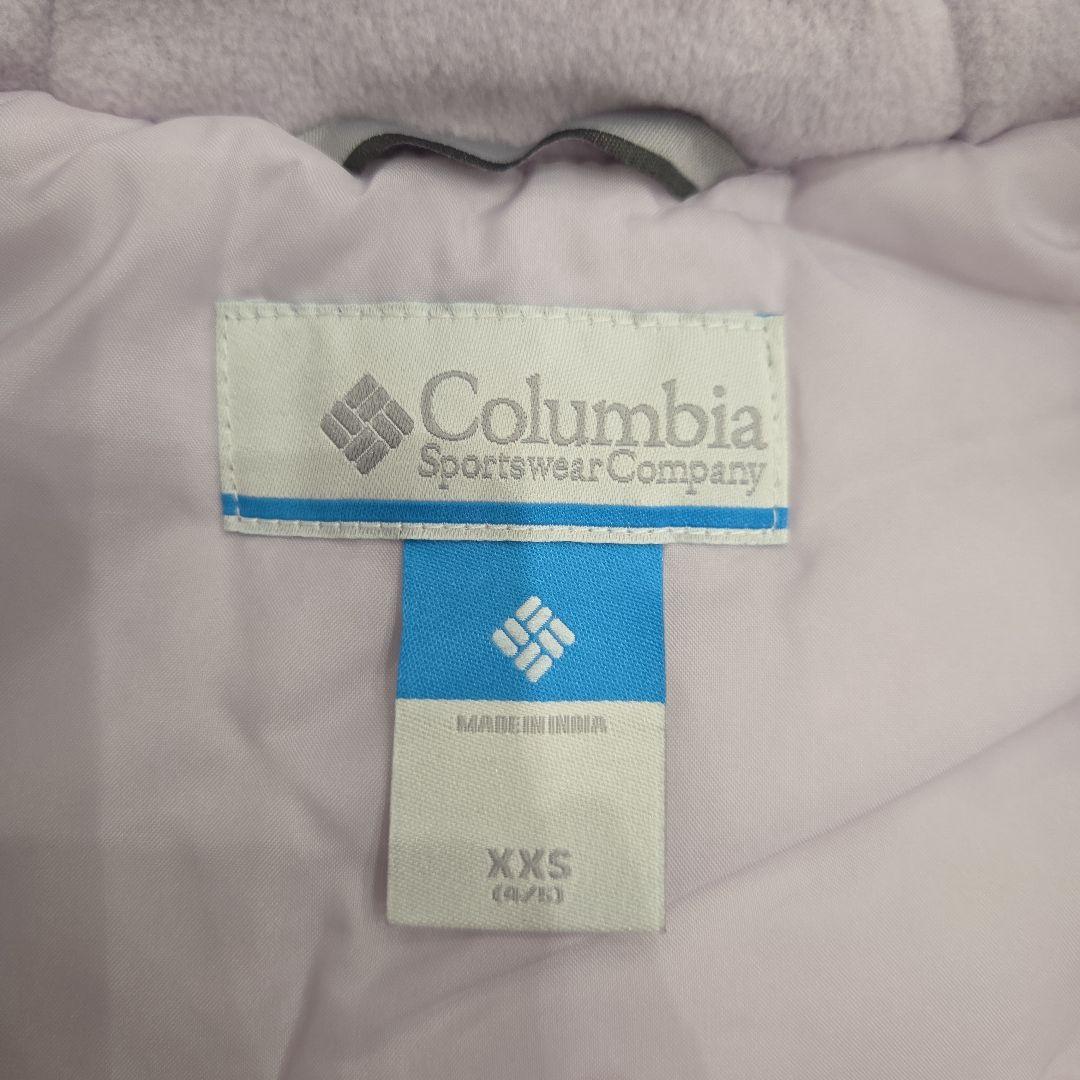 Columbia
Sportswear Company
MADE IN INDIA
XXS
(4/5)